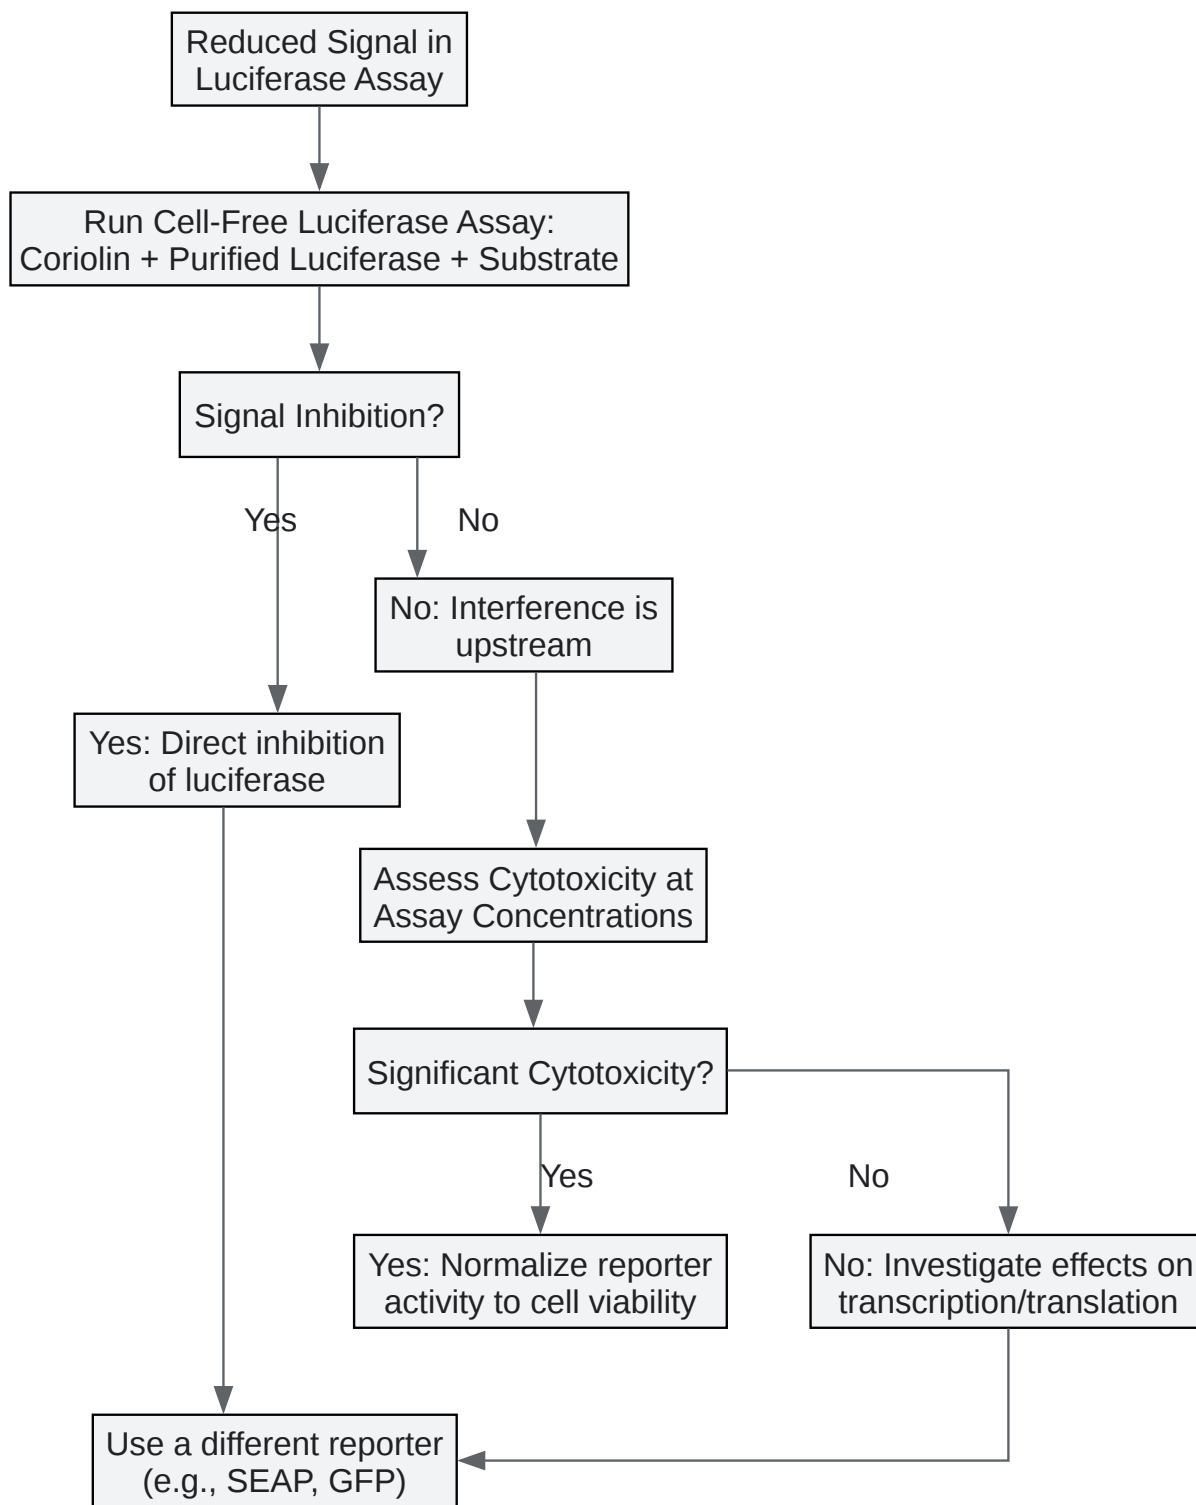 Reduced Signal in
Luciferase Assay
Run Cell-Free Luciferase Assay:
Coriolin + Purified Luciferase + Substrate
Signal Inhibition?
Yes
No
No: Interference is
upstream
Yes: Direct inhibition
of luciferase
Assess Cytotoxicity at
Assay Concentrations
Significant Cytotoxicity?
Yes
No
Yes: Normalize reporter
activity to cell viability
No: Investigate effects on
transcription/translation
Use a different reporter
(e.g., SEAP, GFP)